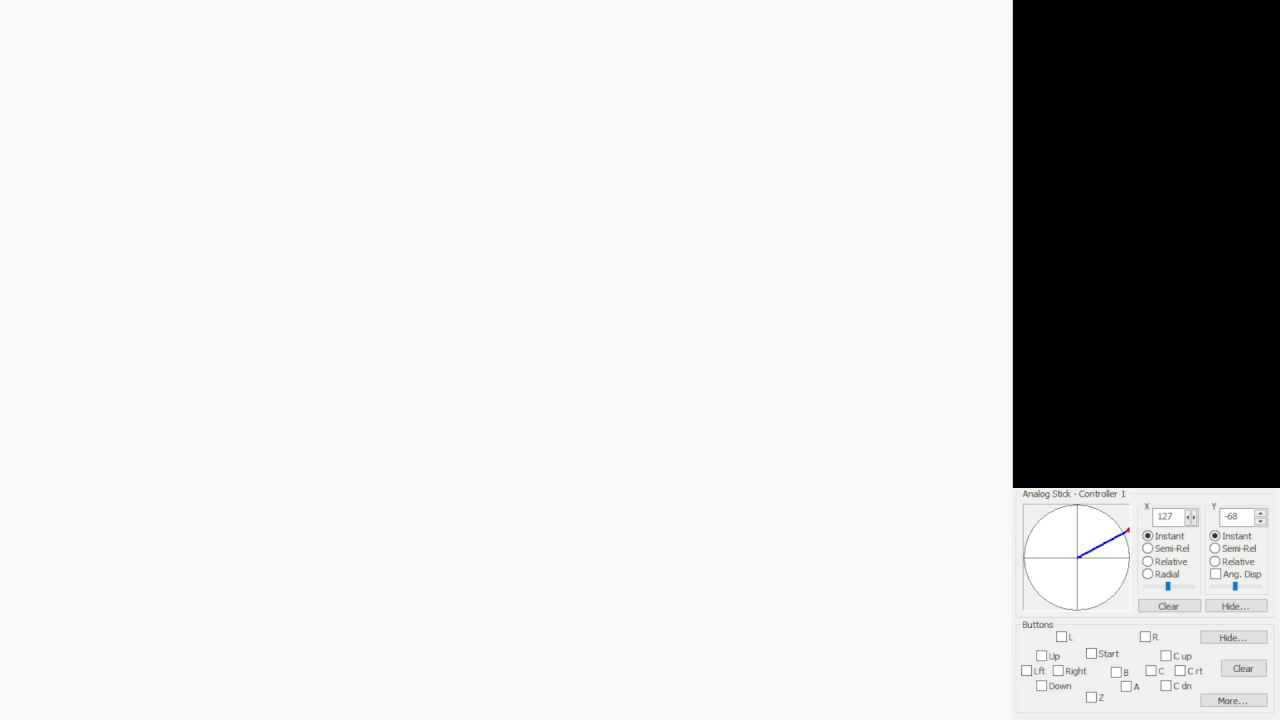 Analog Stick - Controller 1
X
Y
127
-68
Instant
Instant
Semi-Rel
Semi-Rel
Relative
Relative
Radial
Ang. Disp
Clear
Hide...
Buttons
L
R
Hide...
Up
Start
C up
Lft
Right
B
C
C rt
Clear
Down
A
C dn
Z
More...